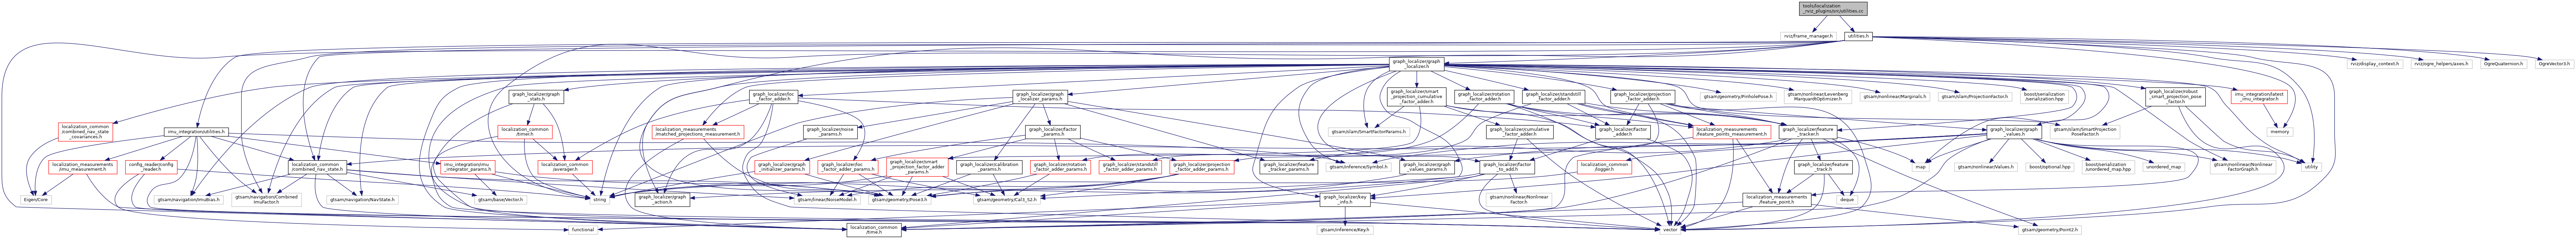 tools/localization
_rviz_plugins/src/utilities.cc
rviz/frame_manager.h
utilities.h
graph_localizer/graph
_localizer.h
rviz/display_context.h
rviz/ogre_helpers/axes.h
OgreQuaternion.h
OgreVector3.h
graph_localizer/graph
_stats.h
graph_localizer/loc
_factor_adder.h
graph_localizer/graph
_localizer_params.h
graph_localizer/smart
_projection_cumulative
_factor_adder.h
graph_localizer/rotation
_factor_adder.h
graph_localizer/standstill
_factor_adder.h
graph_localizer/projection
_factor_adder.h
gtsam/geometry/PinholePose.h
gtsam/nonlinear/Levenberg
MarquardtOptimizer.h
gtsam/nonlinear/Marginals.h
gtsam/slam/ProjectionFactor.h
boost/serialization
/serialization.hpp
graph_localizer/robust
_smart_projection_pose
_factor.h
imu_integration/latest
_imu_integrator.h
localization_common
/combined_nav_state
_covariances.h
imu_integration/utilities.h
localization_common
/timer.h
localization_measurements
/matched_projections_measurement.h
graph_localizer/noise
_params.h
graph_localizer/factor
_params.h
gtsam/slam/SmartFactorParams.h
graph_localizer/cumulative
_factor_adder.h
graph_localizer/factor
_adder.h
localization_measurements
/feature_points_measurement.h
graph_localizer/feature
_tracker.h
graph_localizer/graph
_values.h
gtsam/slam/SmartProjection
PoseFactor.h
memory
localization_measurements
/imu_measurement.h
config_reader/config
_reader.h
localization_common
/combined_nav_state.h
imu_integration/imu
_integrator_params.h
localization_common
/averager.h
graph_localizer/graph
_initializer_params.h
graph_localizer/loc
_factor_adder_params.h
graph_localizer/smart
_projection_factor_adder
_params.h
graph_localizer/calibration
_params.h
graph_localizer/rotation
_factor_adder_params.h
graph_localizer/standstill
_factor_adder_params.h
graph_localizer/projection
_factor_adder_params.h
graph_localizer/feature
_tracker_params.h
gtsam/inference/Symbol.h
graph_localizer/graph
_values_params.h
graph_localizer/factor
_to_add.h
localization_common
/logger.h
graph_localizer/feature
_track.h
map
gtsam/nonlinear/Values.h
boost/optional.hpp
boost/serialization
/unordered_map.hpp
unordered_map
gtsam/nonlinear/Nonlinear
FactorGraph.h
utility
Eigen/Core
gtsam/navigation/ImuBias.h
gtsam/navigation/Combined
ImuFactor.h
gtsam/navigation/NavState.h
gtsam/base/Vector.h
string
graph_localizer/graph
_action.h
gtsam/linear/NoiseModel.h
gtsam/geometry/Pose3.h
gtsam/geometry/Cal3_S2.h
graph_localizer/key
_info.h
gtsam/nonlinear/Nonlinear
Factor.h
localization_measurements
/feature_point.h
deque
functional
localization_common
/time.h
gtsam/inference/Key.h
vector
gtsam/geometry/Point2.h